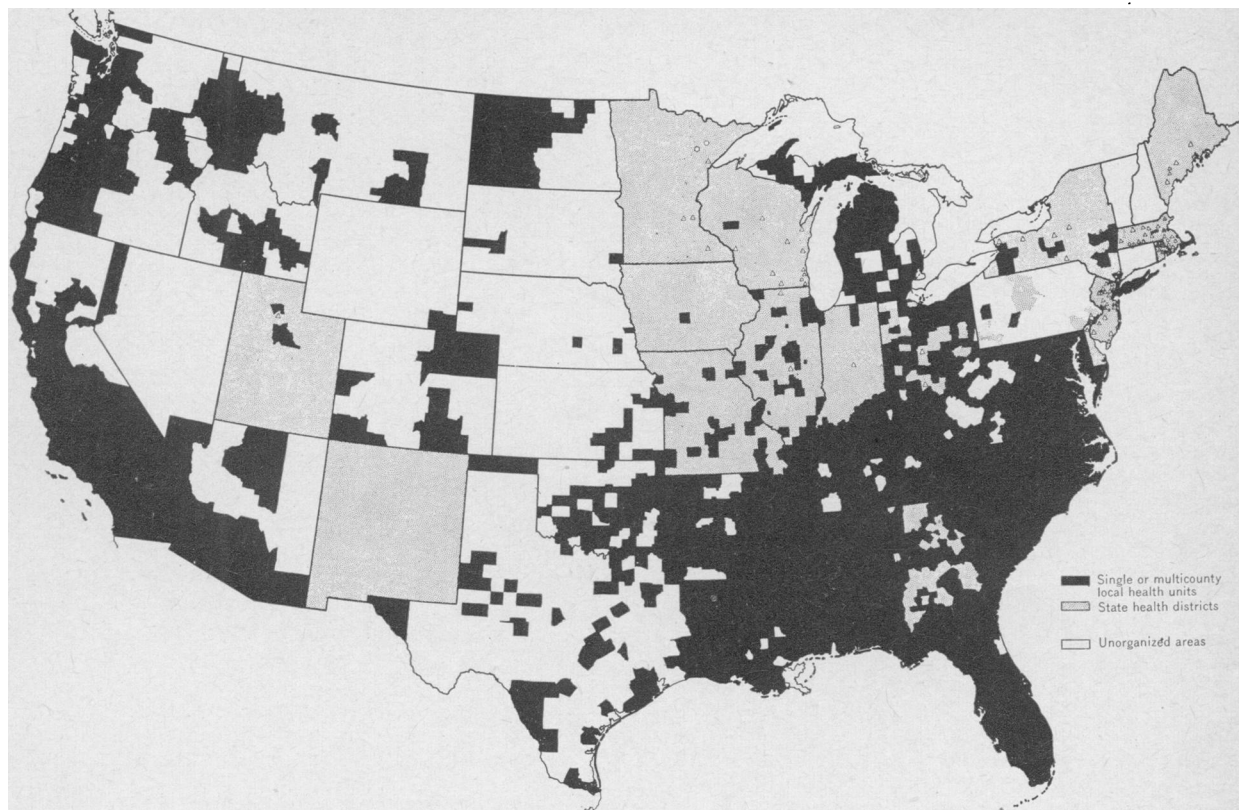 Single or multicounty
local health units
State health districts
Unorganized areas